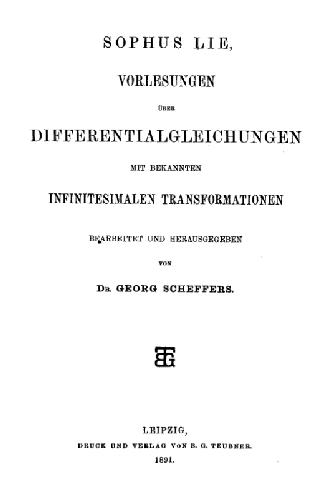 SOPHUS LIE,
VORLESUNGEN
ÜBER
DIFFERENTIALGLEICHUNGEN
MIT BEKANNTEN
INFINITESIMALEN TRANSFORMATIONEN
BEARBEITET UND HERAUSGEGEBEN
VON
DR. GEORG SCHEFFERS.
BTG
LEIPZIG,
DRUCK UND VERLAG VON B. G. TEUBNER.
1891.